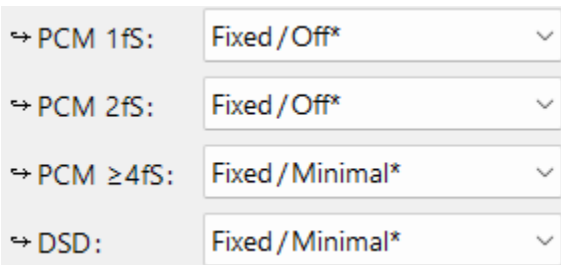 ↪ PCM 1fS: Fixed/Off*
↪ PCM 2fS: Fixed/Off*
↪ PCM ≥4fS: Fixed/Minimal*
↪ DSD: Fixed/Minimal*